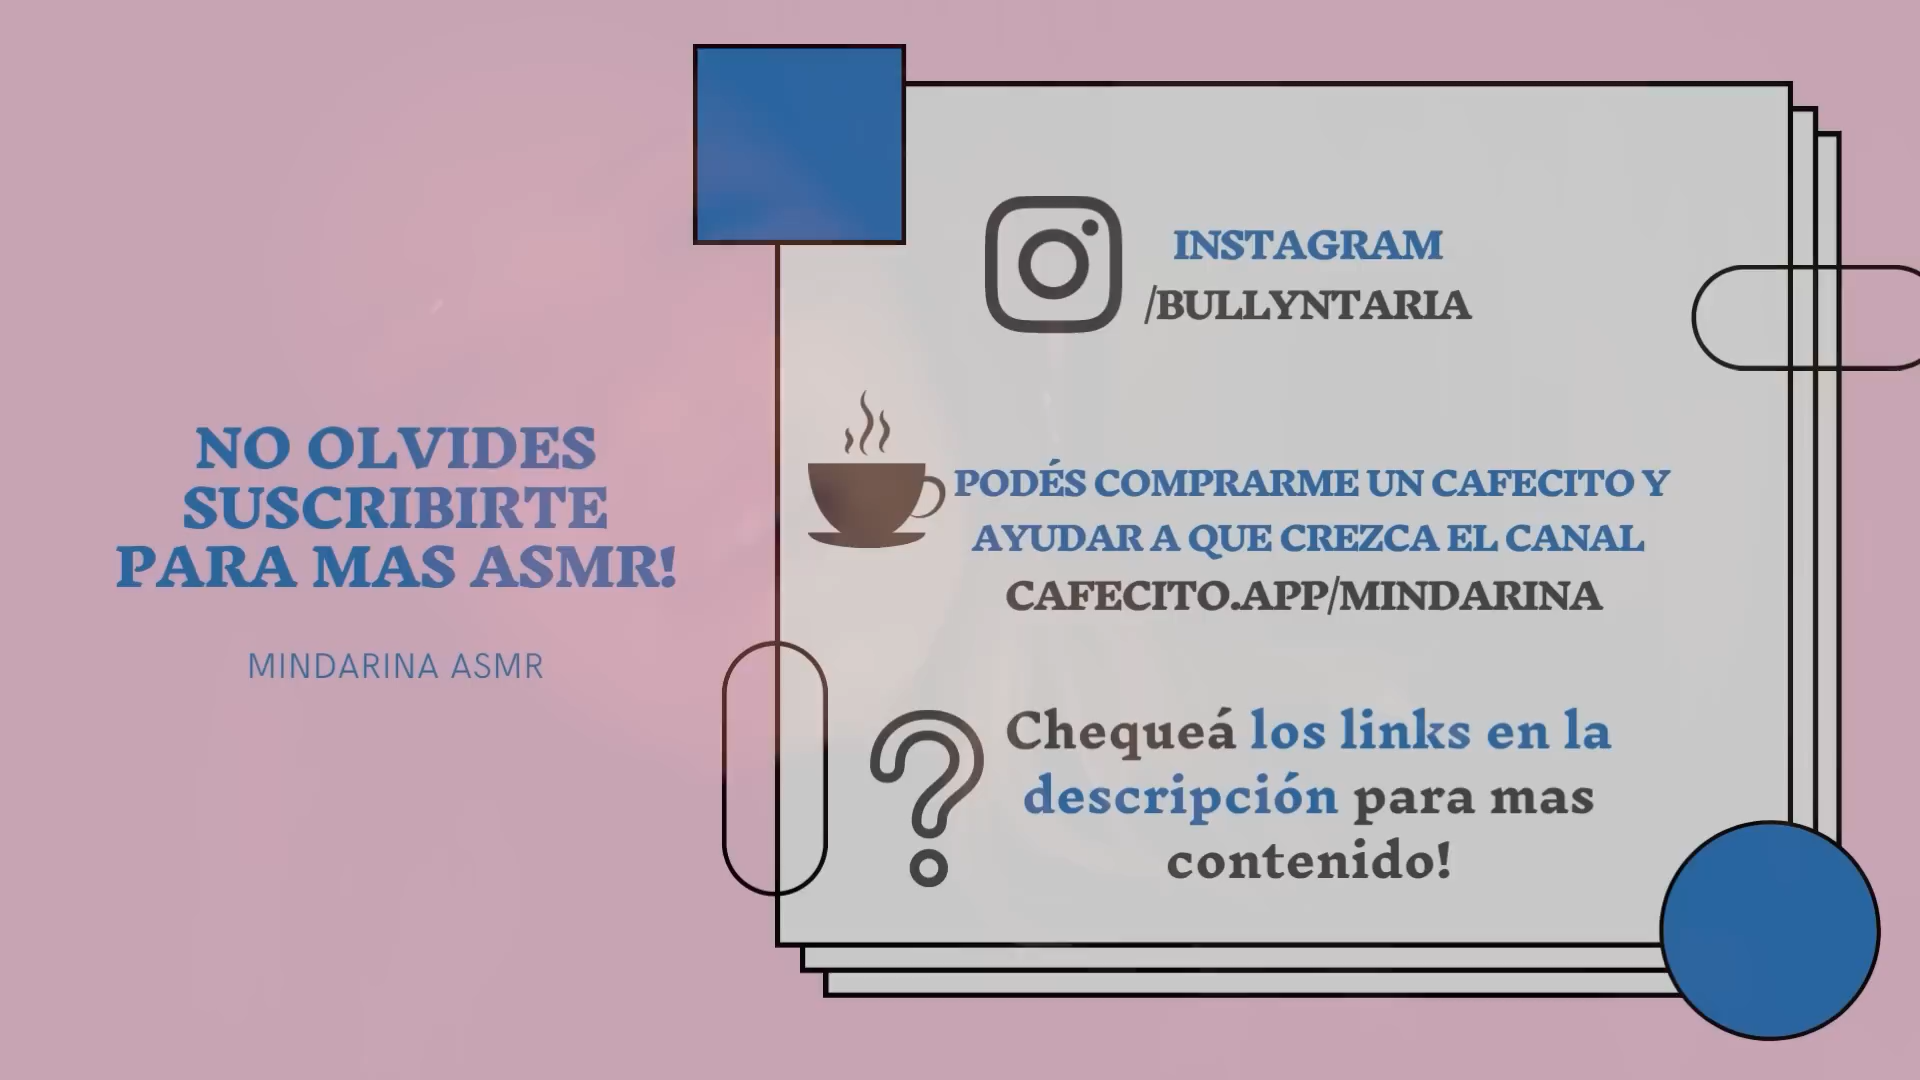 NO OLVIDES
SUSCRIBIRTE
PARA MAS ASMR!
MINDARINA ASMR
INSTAGRAM
/BULLYNTARIA
PODÉS COMPRARME UN CAFECITO Y
AYUDAR A QUE CREZCA EL CANAL
CAFECITO.APP/MINDARINA
Chequeá los links en la
descripción para mas
contenido!